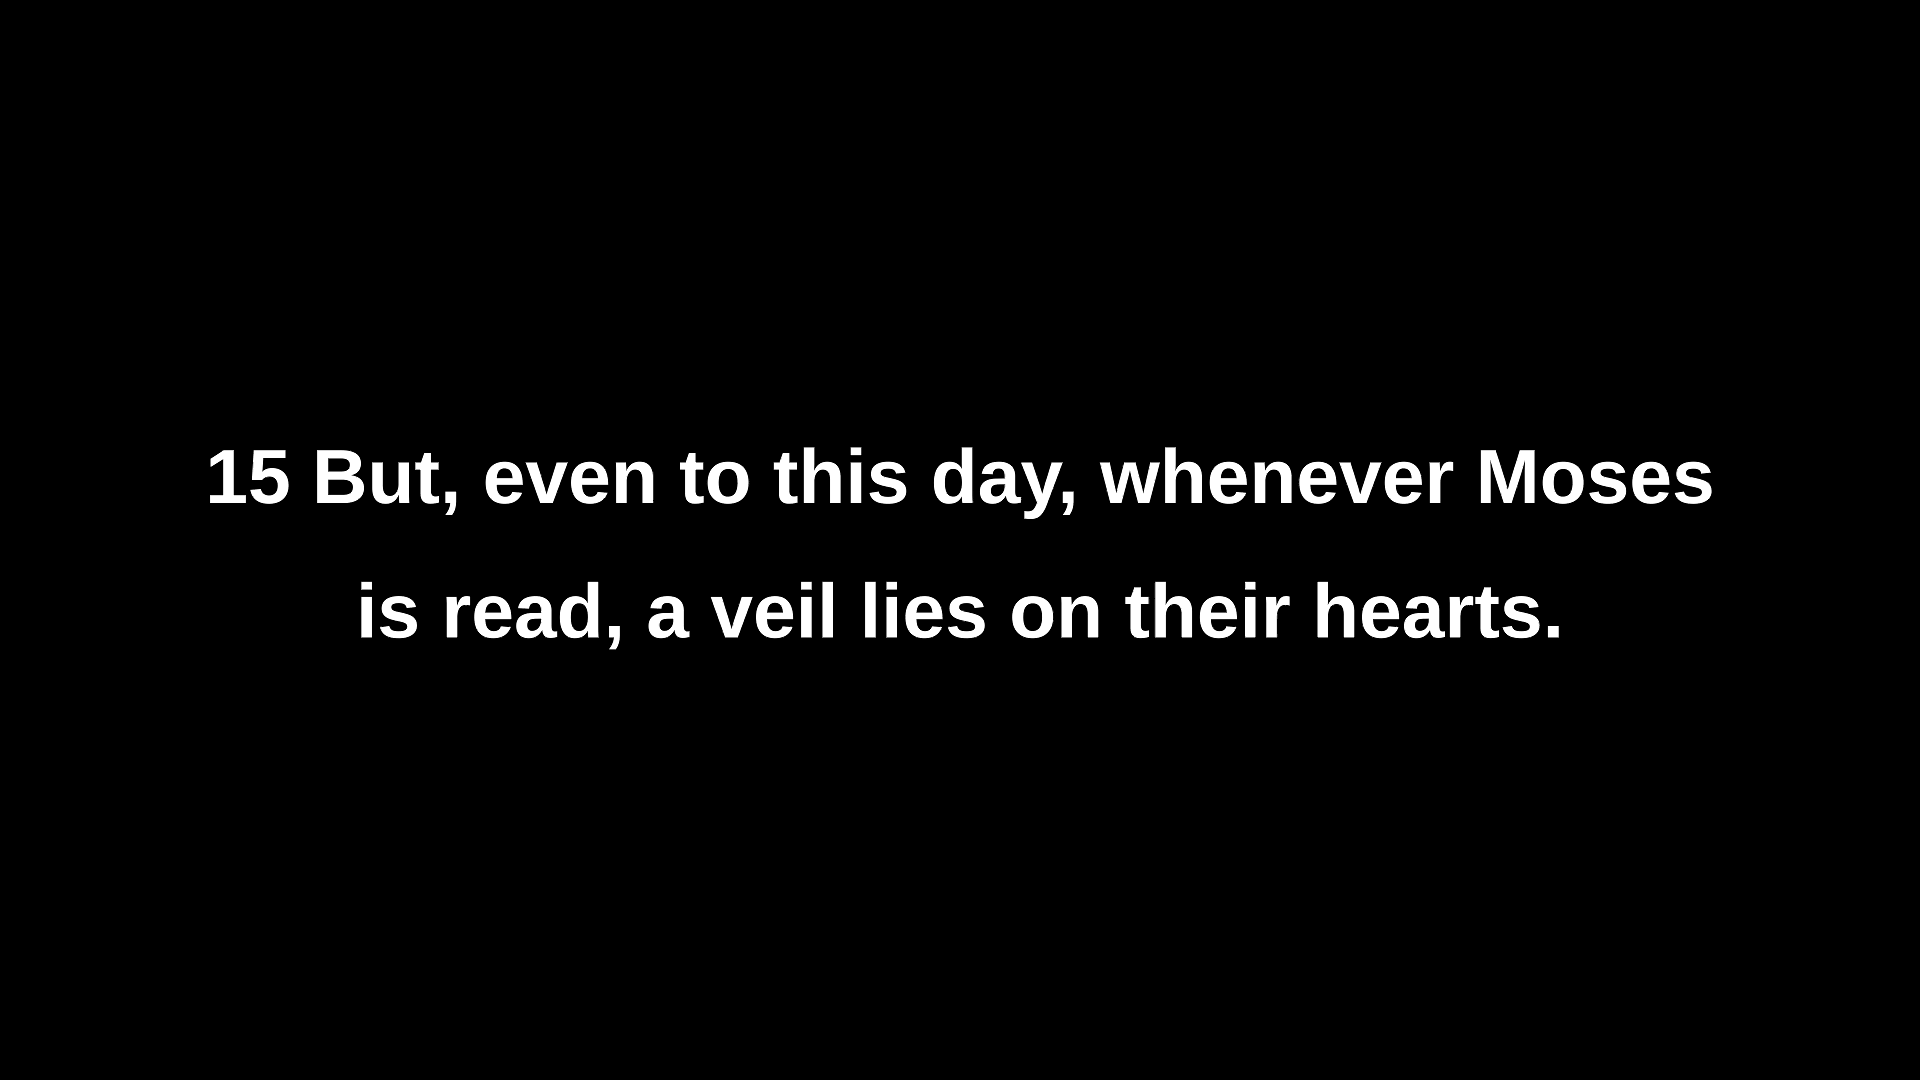 15 But, even to this day, whenever Moses
is read, a veil lies on their hearts.